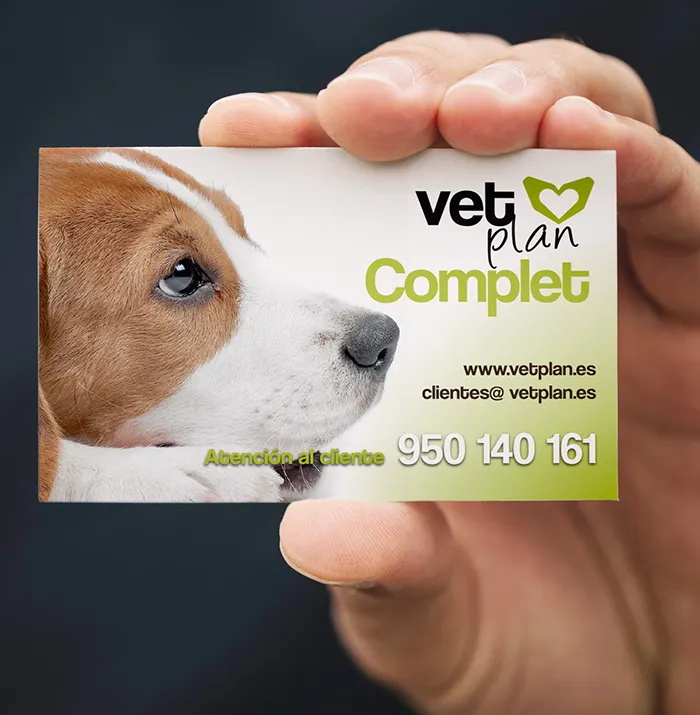 vet
plan
Complet
www.vetplan.es
clientes@ vetplan.es
Atención al cliente 950 140 161